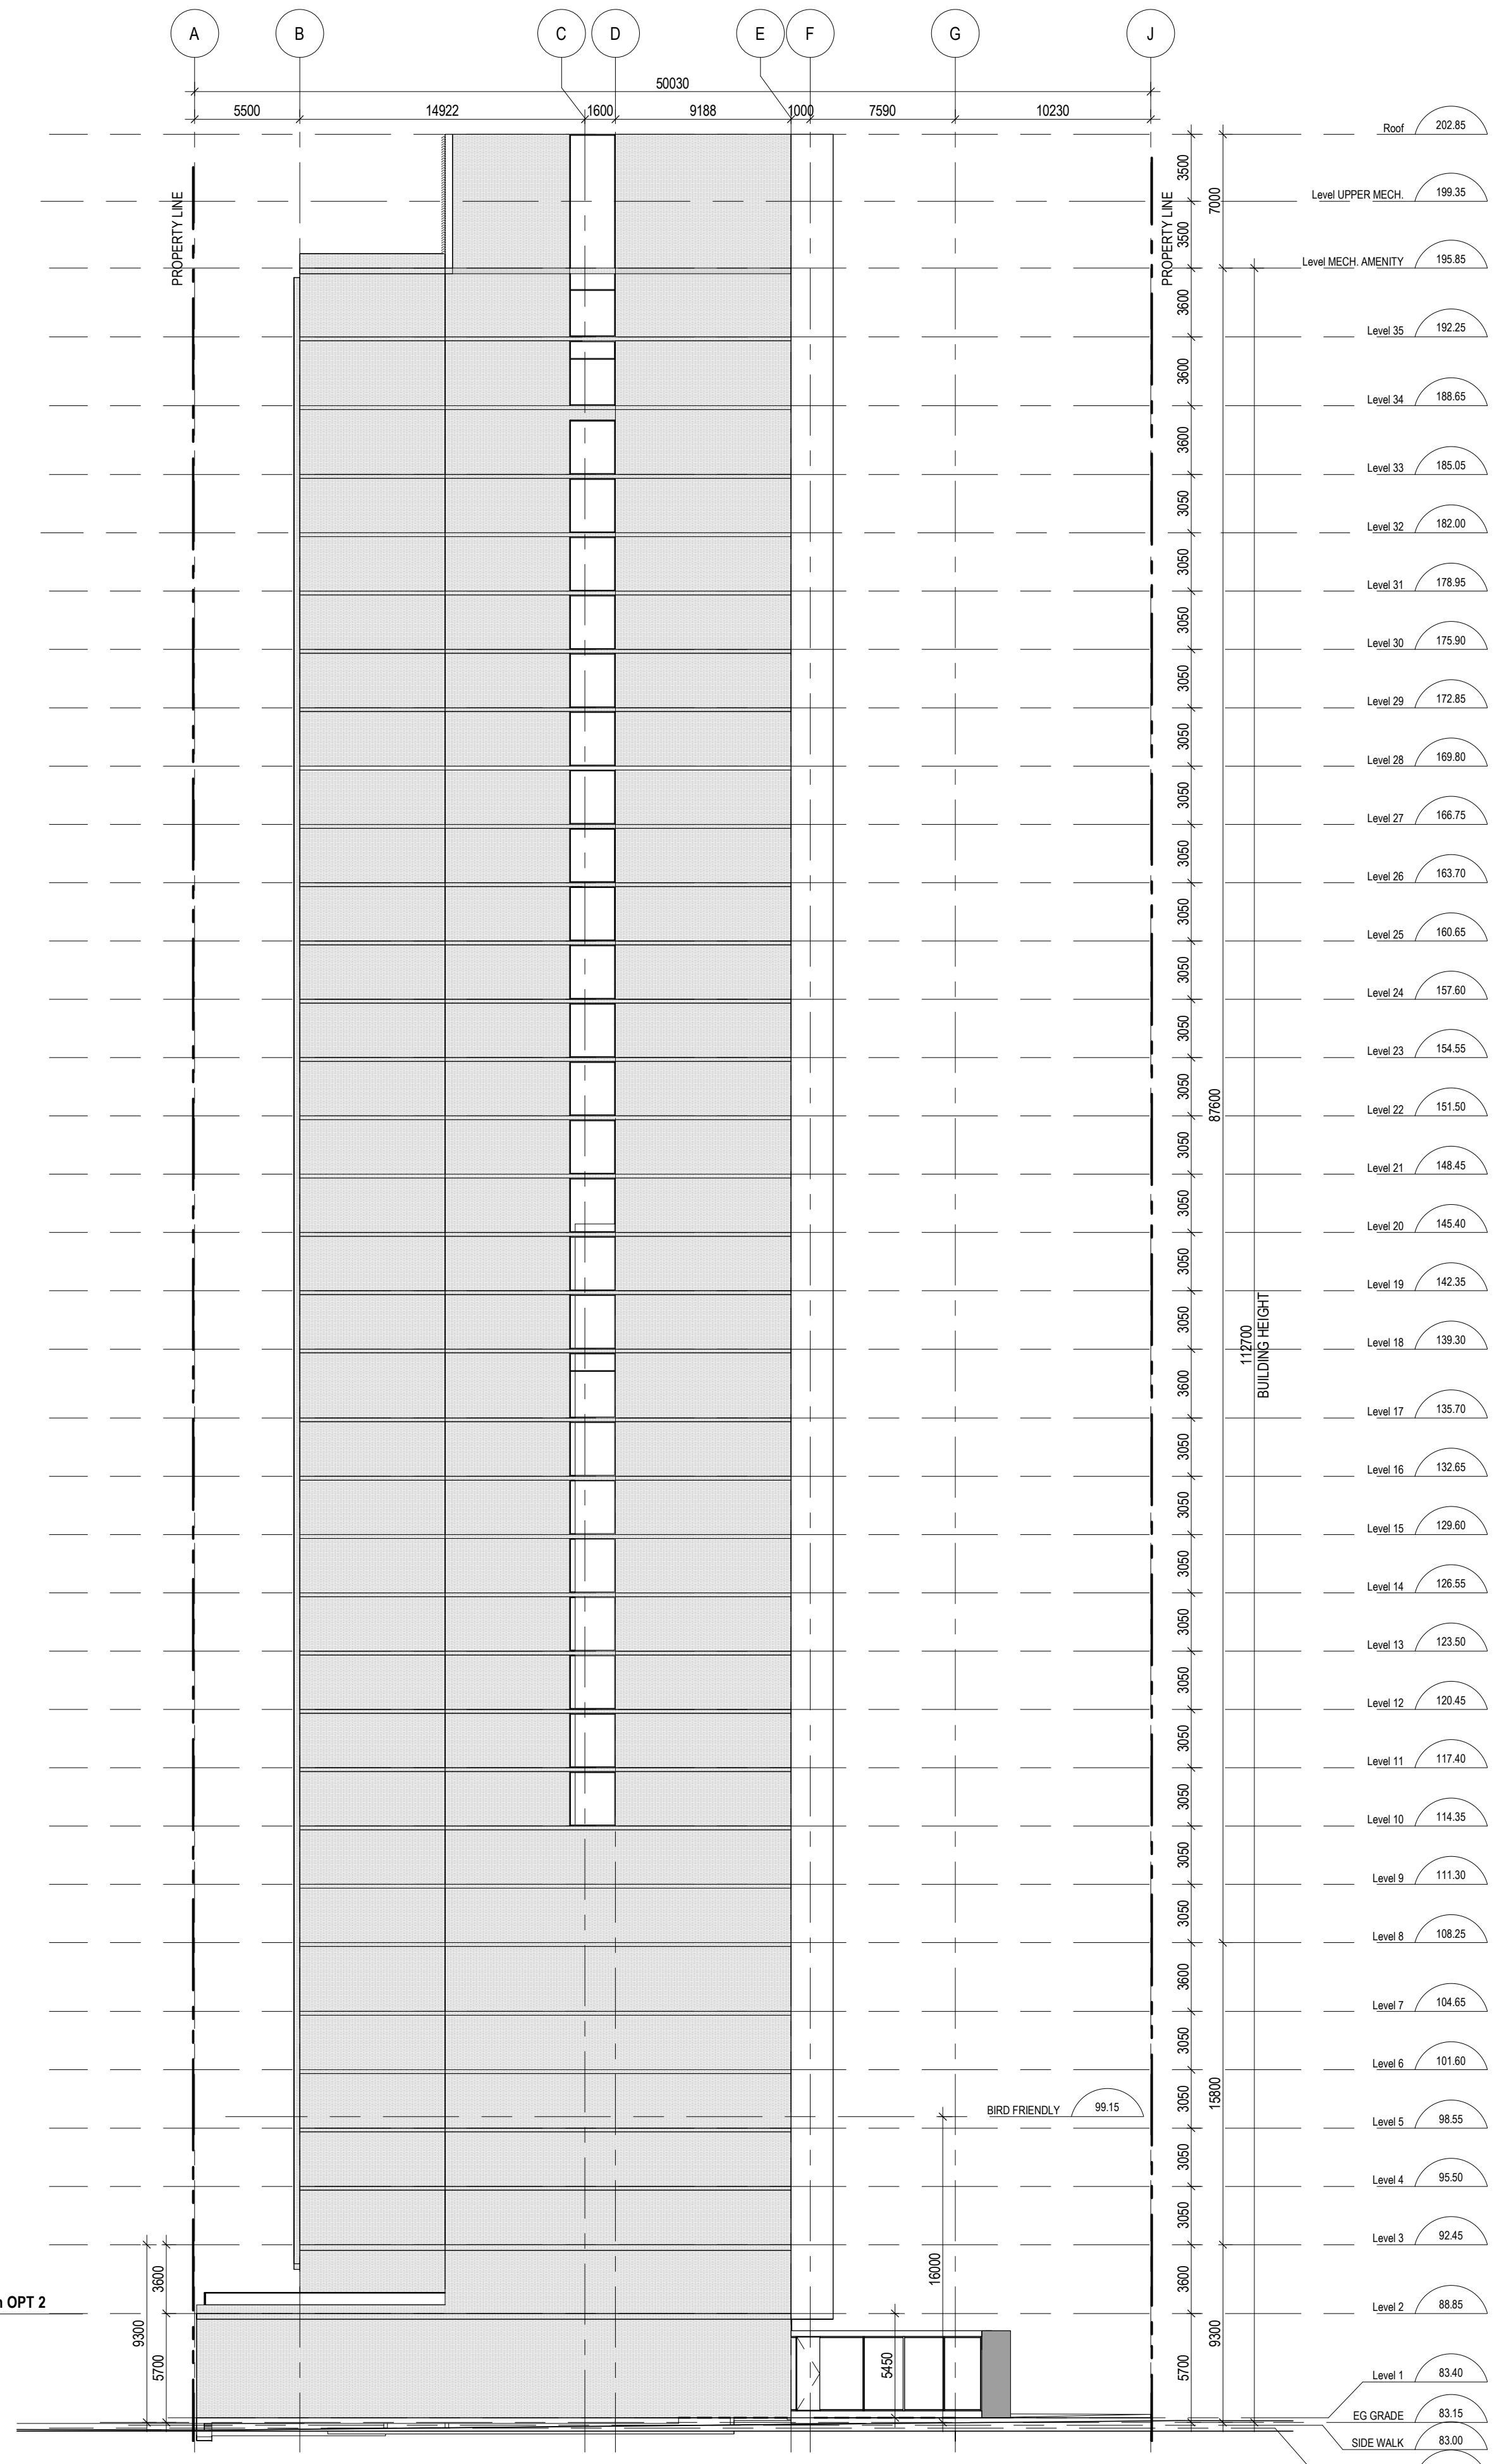 A B C D E F G J
50030
5500 14922 1600 9188 1000 7590 10230
Roof 202.85
3500
7000
PROPERTY LINE
PROPERTY LINE
Level UPPER MECH. 199.35
3500
Level MECH. AMENITY 195.85
3600
Level 35 192.25
3600
Level 34 188.65
3600
Level 33 185.05
3050
Level 32 182.00
3050
Level 31 178.95
3050
Level 30 175.90
3050
Level 29 172.85
3050
Level 28 169.80
3050
Level 27 166.75
3050
Level 26 163.70
3050
Level 25 160.65
3050
Level 24 157.60
3050
Level 23 154.55
3050
87600
Level 22 151.50
3050
Level 21 148.45
3050
Level 20 145.40
3050
Level 19 142.35
3050
112700
BUILDING HEIGHT
Level 18 139.30
3600
Level 17 135.70
3050
Level 16 132.65
3050
Level 15 129.60
3050
Level 14 126.55
3050
Level 13 123.50
3050
Level 12 120.45
3050
Level 11 117.40
3050
Level 10 114.35
3050
Level 9 111.30
3050
Level 8 108.25
3600
Level 7 104.65
3050
Level 6 101.60
3050
15800
BIRD FRIENDLY 99.15
Level 5 98.55
3050
Level 4 95.50
3050
Level 3 92.45
3600
16000
3600
OPT 2
Level 2 88.85
9300
5700
5450
5700
9300
Level 1 83.40
EG GRADE 83.15
SIDE WALK 83.00